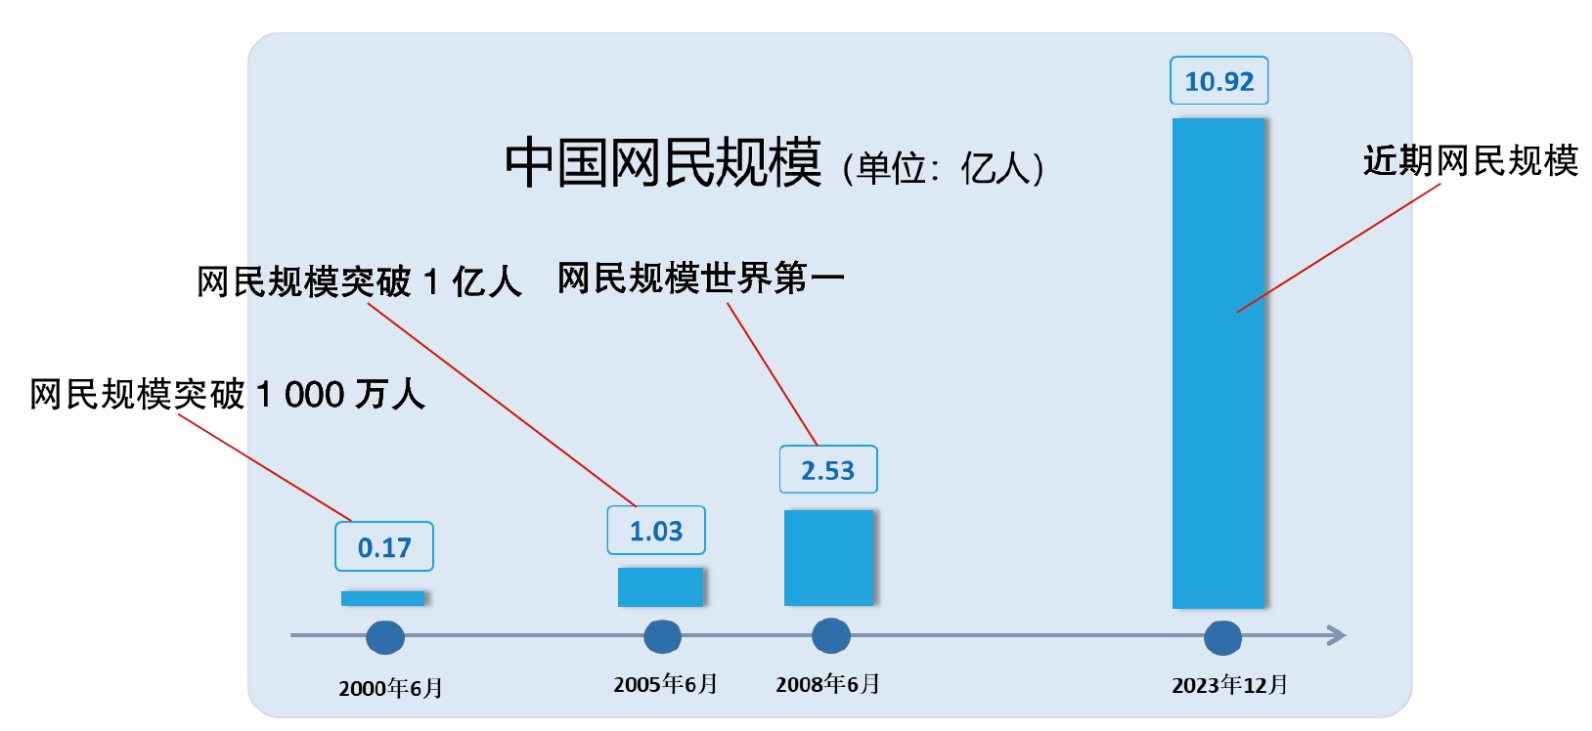 10.92
中国网民规模（单位：亿人）
近期网民规模
网民规模突破 1 亿人
网民规模世界第一
网民规模突破 1 000 万人
0.17
1.03
2.53
2000年6月
2005年6月
2008年6月
2023年12月